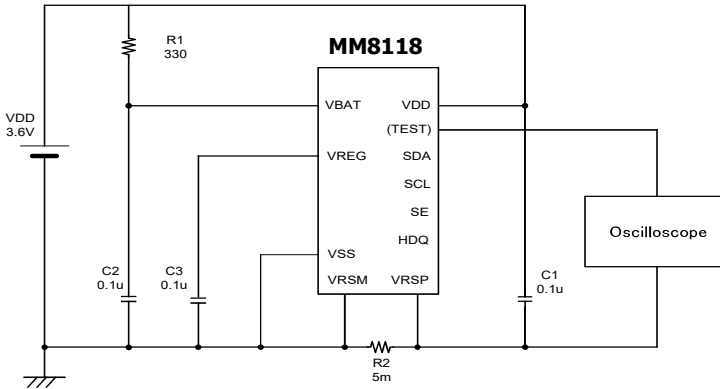 R1
330
MM8118
VDD
3.6V
VBAT
VDD
(TEST)
VREG
SDA
SCL
SE
HDQ
VSS
VRSM
VRSP
Oscilloscope
C2
0.1u
C3
0.1u
C1
0.1u
R2
5m